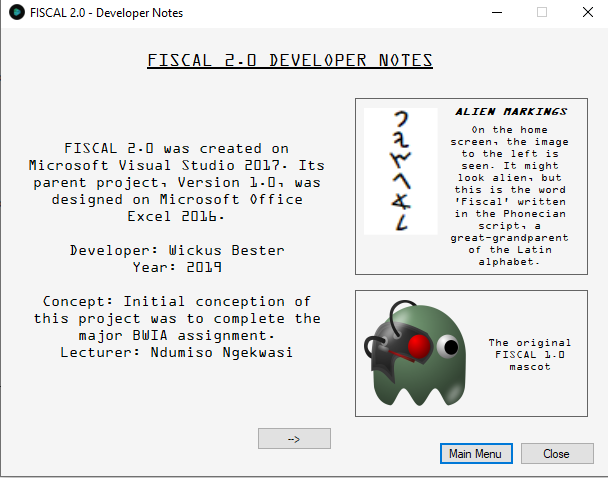 FISCAL 2.0 - Developer Notes
FISCAL 2.0 DEVELOPER NOTES
FISCAL 2.0 was created on
Microsoft Visual Studio 2017. Its
parent project, Version 1.0, was
designed on Microsoft Office
Excel 2016.
Developer: Wickus Bester
Year: 2019
Concept: Initial conception of
this project was to complete the
major BWIA assignment.
Lecturer: Ndumiso Ngekwasi
-->
ALIEN MARKINGS
On the home
screen, the image
to the left is
seen. It might
look alien, but
this is the word
'Fiscal' written
in the Phonecian
script, a
great-grandparent
of the Latin
alphabet.
The original
FISCAL 1.0
mascot
Main Menu
Close